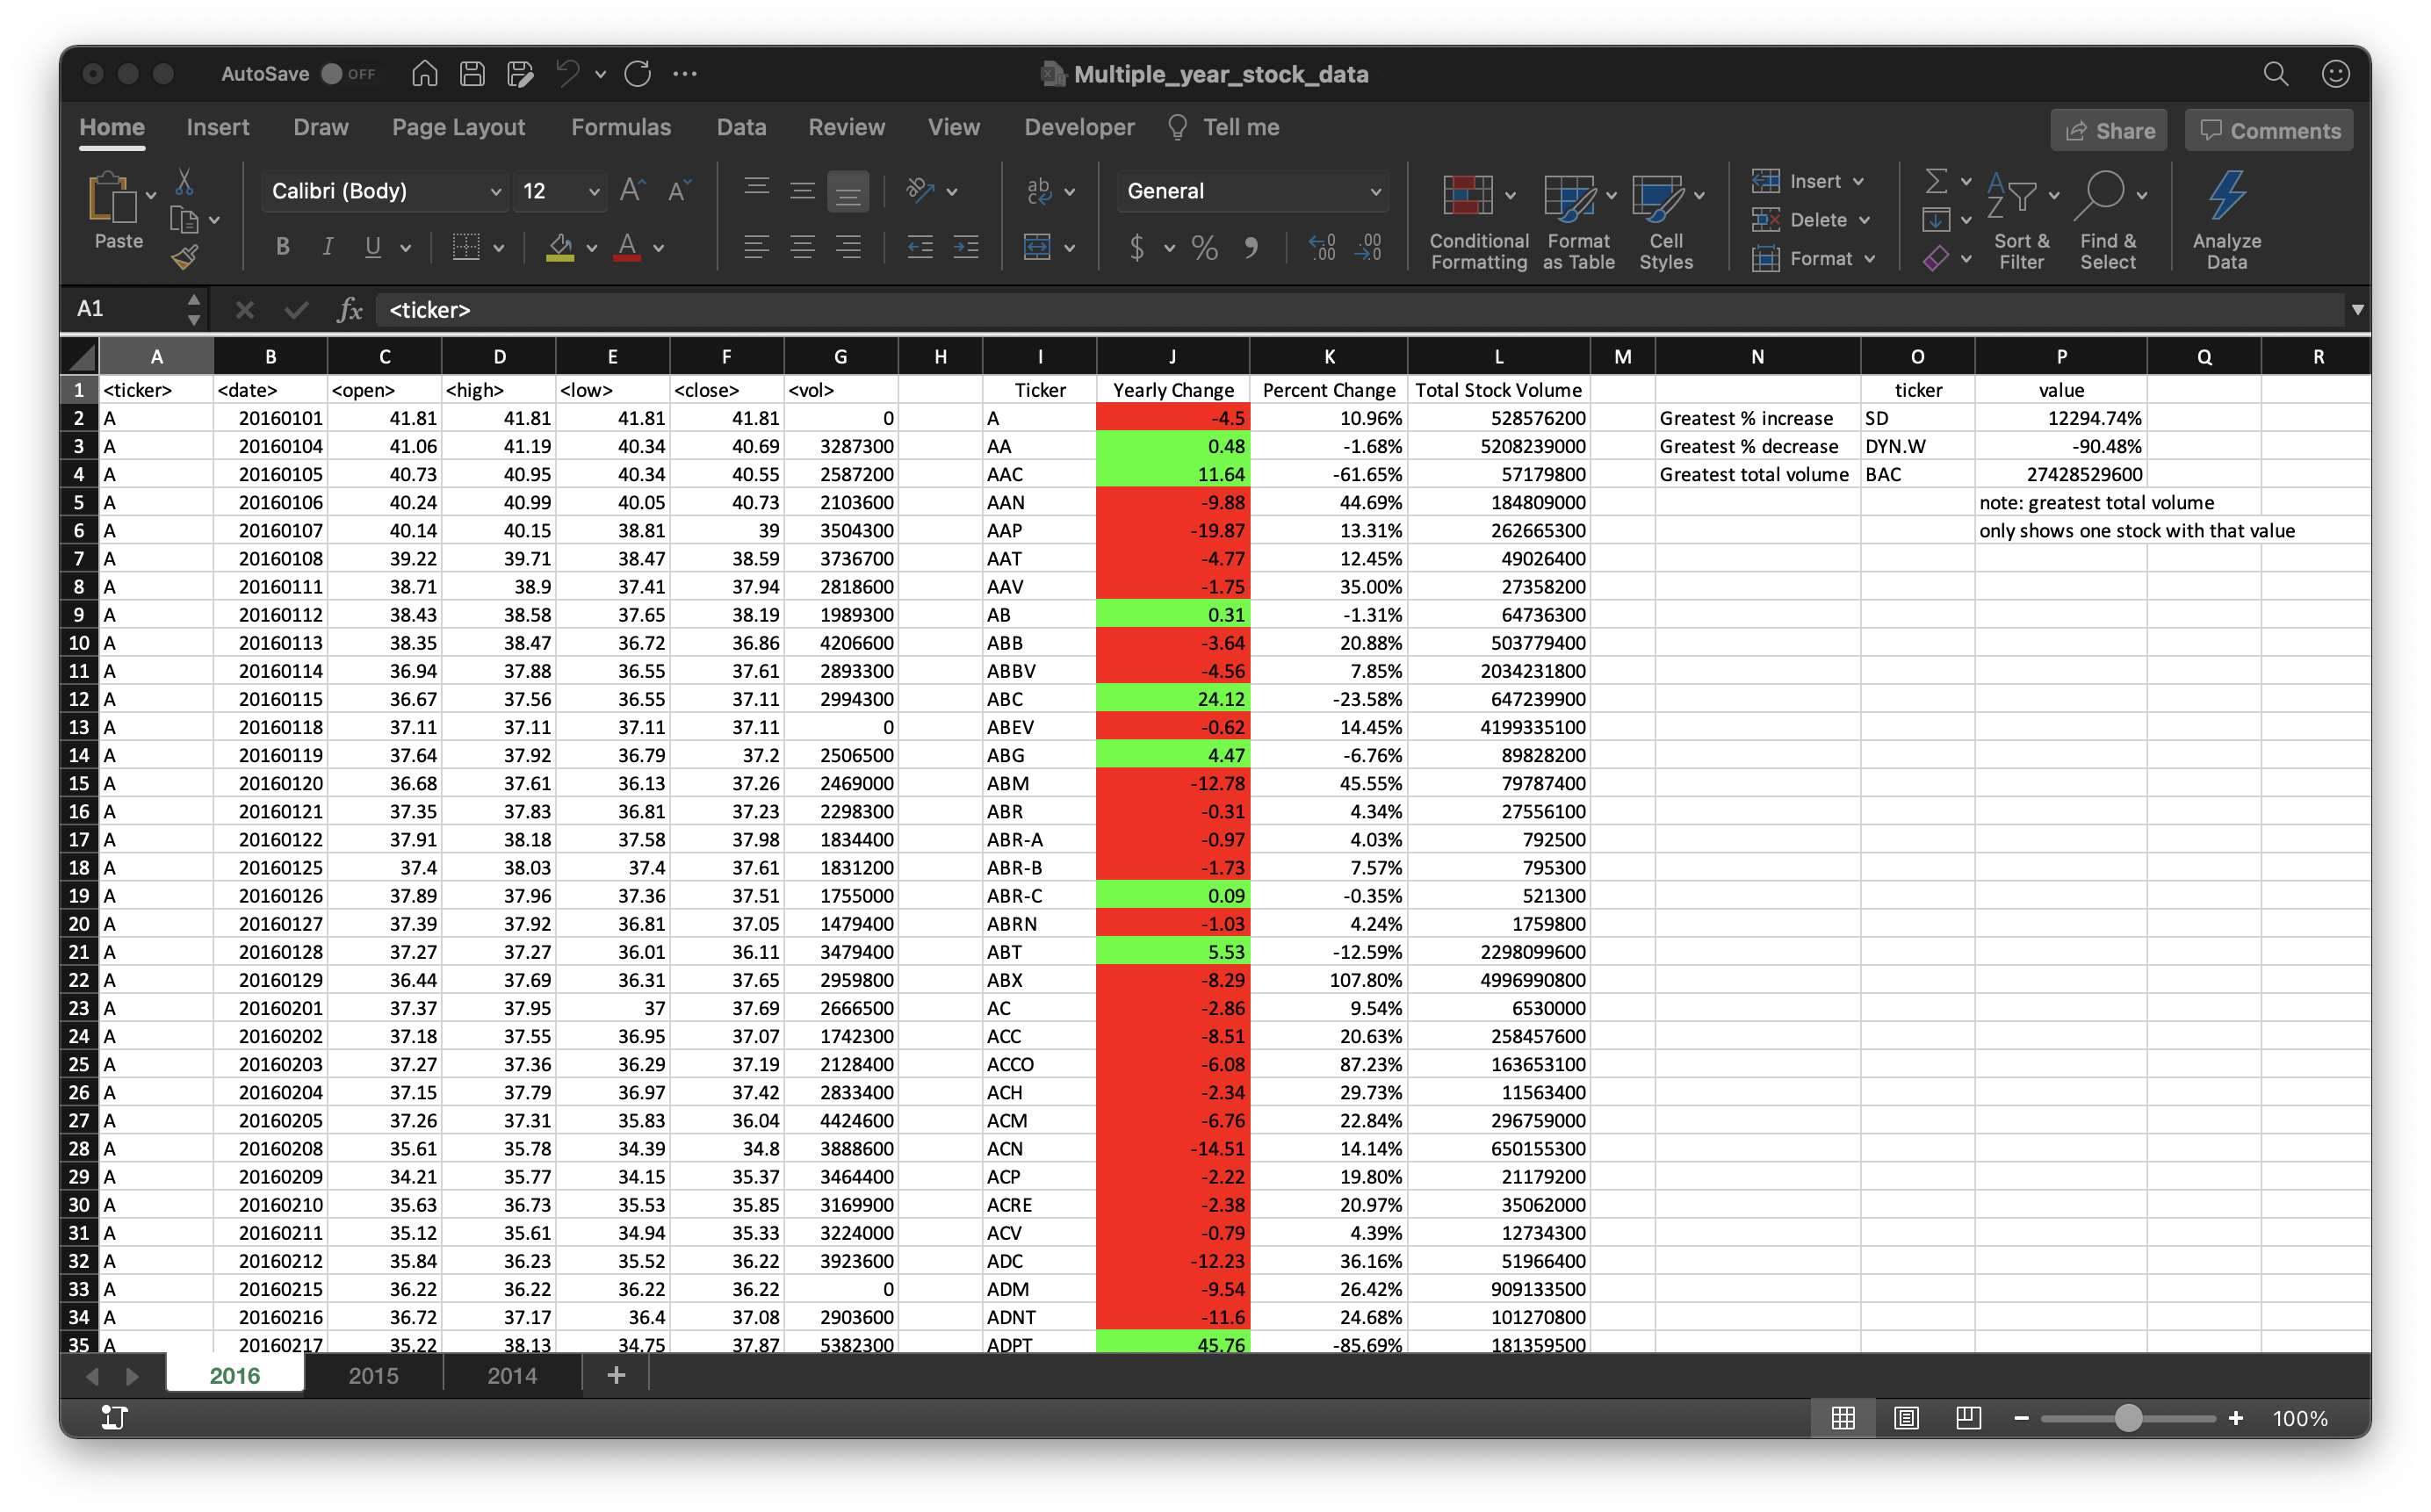 AutoSave OFF Multiple_year_stock_data
Home Insert Draw Page Layout Formulas Data Review View Developer Tell me Share Comments
Paste Calibri (Body) 12 General Conditional Formatting Format as Table Cell Styles Insert Delete Format Sort & Filter Find & Select Analyze Data
A1 fx <ticker>
A B C D E F G H I J K L M N O P Q R
1 <ticker> <date> <open> <high> <low> <close> <vol> Ticker Yearly Change Percent Change Total Stock Volume ticker value
2 A 20160101 41.81 41.81 41.81 41.81 0 A -4.5 10.96% 528576200 Greatest % increase SD 12294.74%
3 A 20160104 41.06 41.19 40.34 40.69 3287300 AA 0.48 -1.68% 5208239000 Greatest % decrease DYN.W -90.48%
4 A 20160105 40.73 40.95 40.34 40.55 2587200 AAC 11.64 -61.65% 57179800 Greatest total volume BAC 27428529600
5 A 20160106 40.24 40.99 40.05 40.73 2103600 AAN -9.88 44.69% 184809000 note: greatest total volume
6 A 20160107 40.14 40.15 38.81 39 3504300 AAP -19.87 13.31% 262665300 only shows one stock with that value
7 A 20160108 39.22 39.71 38.47 38.59 3736700 AAT -4.77 12.45% 49026400
8 A 20160111 38.71 38.9 37.41 37.94 2818600 AAV -1.75 35.00% 27358200
9 A 20160112 38.43 38.58 37.65 38.19 1989300 AB 0.31 -1.31% 64736300
10 A 20160113 38.35 38.47 36.72 36.86 4206600 ABB -3.64 20.88% 503779400
11 A 20160114 36.94 37.88 36.55 37.61 2893300 ABBV -4.56 7.85% 2034231800
12 A 20160115 36.67 37.56 36.55 37.11 2994300 ABC 24.12 -23.58% 647239900
13 A 20160118 37.11 37.11 37.11 37.11 0 ABEV -0.62 14.45% 4199335100
14 A 20160119 37.64 37.92 36.79 37.2 2506500 ABG 4.47 -6.76% 89828200
15 A 20160120 36.68 37.61 36.13 37.26 2469000 ABM -12.78 45.55% 79787400
16 A 20160121 37.35 37.83 36.81 37.23 2298300 ABR -0.31 4.34% 27556100
17 A 20160122 37.91 38.18 37.58 37.98 1834400 ABR-A -0.97 4.03% 792500
18 A 20160125 37.4 38.03 37.4 37.61 1831200 ABR-B -1.73 7.57% 795300
19 A 20160126 37.89 37.96 37.36 37.51 1755000 ABR-C 0.09 -0.35% 521300
20 A 20160127 37.39 37.92 36.81 37.05 1479400 ABRN -1.03 4.24% 1759800
21 A 20160128 37.27 37.27 36.01 36.11 3479400 ABT 5.53 -12.59% 2298099600
22 A 20160129 36.44 37.69 36.31 37.65 2959800 ABX -8.29 107.80% 4996990800
23 A 20160201 37.37 37.95 37 37.69 2666500 AC -2.86 9.54% 6530000
24 A 20160202 37.18 37.55 36.95 37.07 1742300 ACC -8.51 20.63% 258457600
25 A 20160203 37.27 37.36 36.29 37.19 2128400 ACCO -6.08 87.23% 163653100
26 A 20160204 37.15 37.79 36.97 37.42 2833400 ACH -2.34 29.73% 11563400
27 A 20160205 37.26 37.31 35.83 36.04 4424600 ACM -6.76 22.84% 296759000
28 A 20160208 35.61 35.78 34.39 34.8 3888600 ACN -14.51 14.14% 650155300
29 A 20160209 34.21 35.77 34.15 35.37 3464400 ACP -2.22 19.80% 21179200
30 A 20160210 35.63 36.73 35.53 35.85 3169900 ACRE -2.38 20.97% 35062000
31 A 20160211 35.12 35.61 34.94 35.33 3224000 ACV -0.79 4.39% 12734300
32 A 20160212 35.84 36.23 35.52 36.22 3923600 ADC -12.23 36.16% 51966400
33 A 20160215 36.22 36.22 36.22 36.22 0 ADM -9.54 26.42% 909133500
34 A 20160216 36.72 37.17 36.4 37.08 2903600 ADNT -11.6 24.68% 101270800
35 A 20160217 35.22 38.13 34.75 37.87 5382300 ADPT 45.76 -85.69% 181359500
2016 2015 2014 +
100%